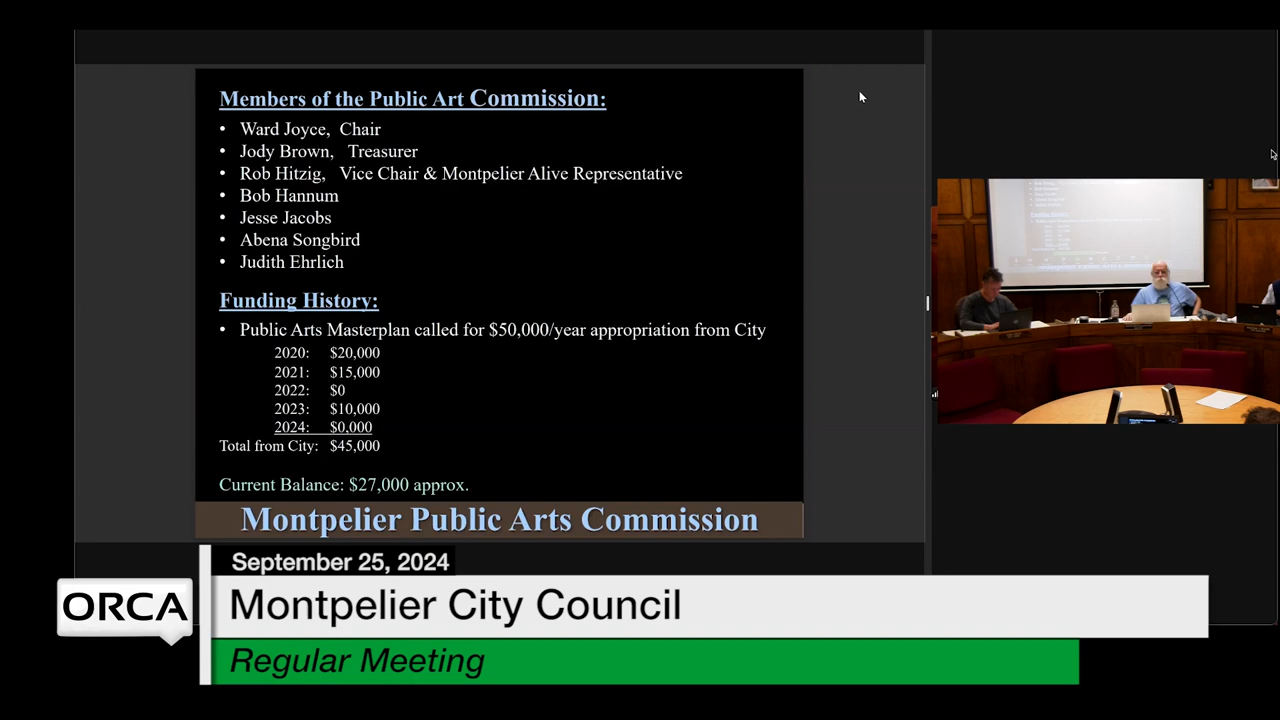 Members of the Public Art Commission:
• Ward Joyce, Chair
• Jody Brown, Treasurer
• Rob Hitzig, Vice Chair & Montpelier Alive Representative
• Bob Hannum
• Jesse Jacobs
• Abena Songbird
• Judith Ehrlich
Funding History:
• Public Arts Masterplan called for $50,000/year appropriation from City
2020: $20,000
2021: $15,000
2022: $0
2023: $10,000
2024: $0,000
Total from City: $45,000
Current Balance: $27,000 approx.
Montpelier Public Arts Commission
September 25, 2024
ORCA
Montpelier City Council
Regular Meeting